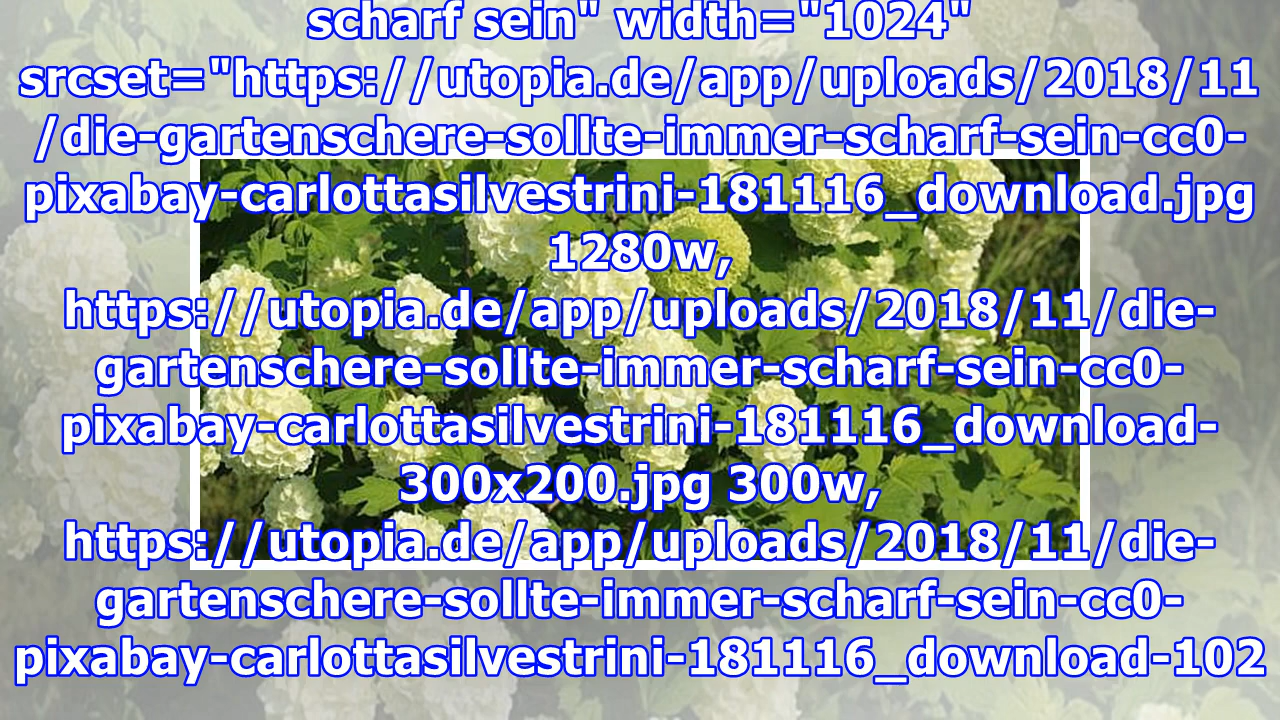 scharf sein" width="1024"
srcset="https://utopia.de/app/uploads/2018/11
/die-gartenschere-sollte-immer-scharf-sein-cc0-
pixabay-carlottasilvestrini-181116_download.jpg
1280w,
https://utopia.de/app/uploads/2018/11/die-
gartenschere-sollte-immer-scharf-sein-cc0-
pixabay-carlottasilvestrini-181116_download-
300x200.jpg 300w,
https://utopia.de/app/uploads/2018/11/die-
gartenschere-sollte-immer-scharf-sein-cc0-
pixabay-carlottasilvestrini-181116_download-102